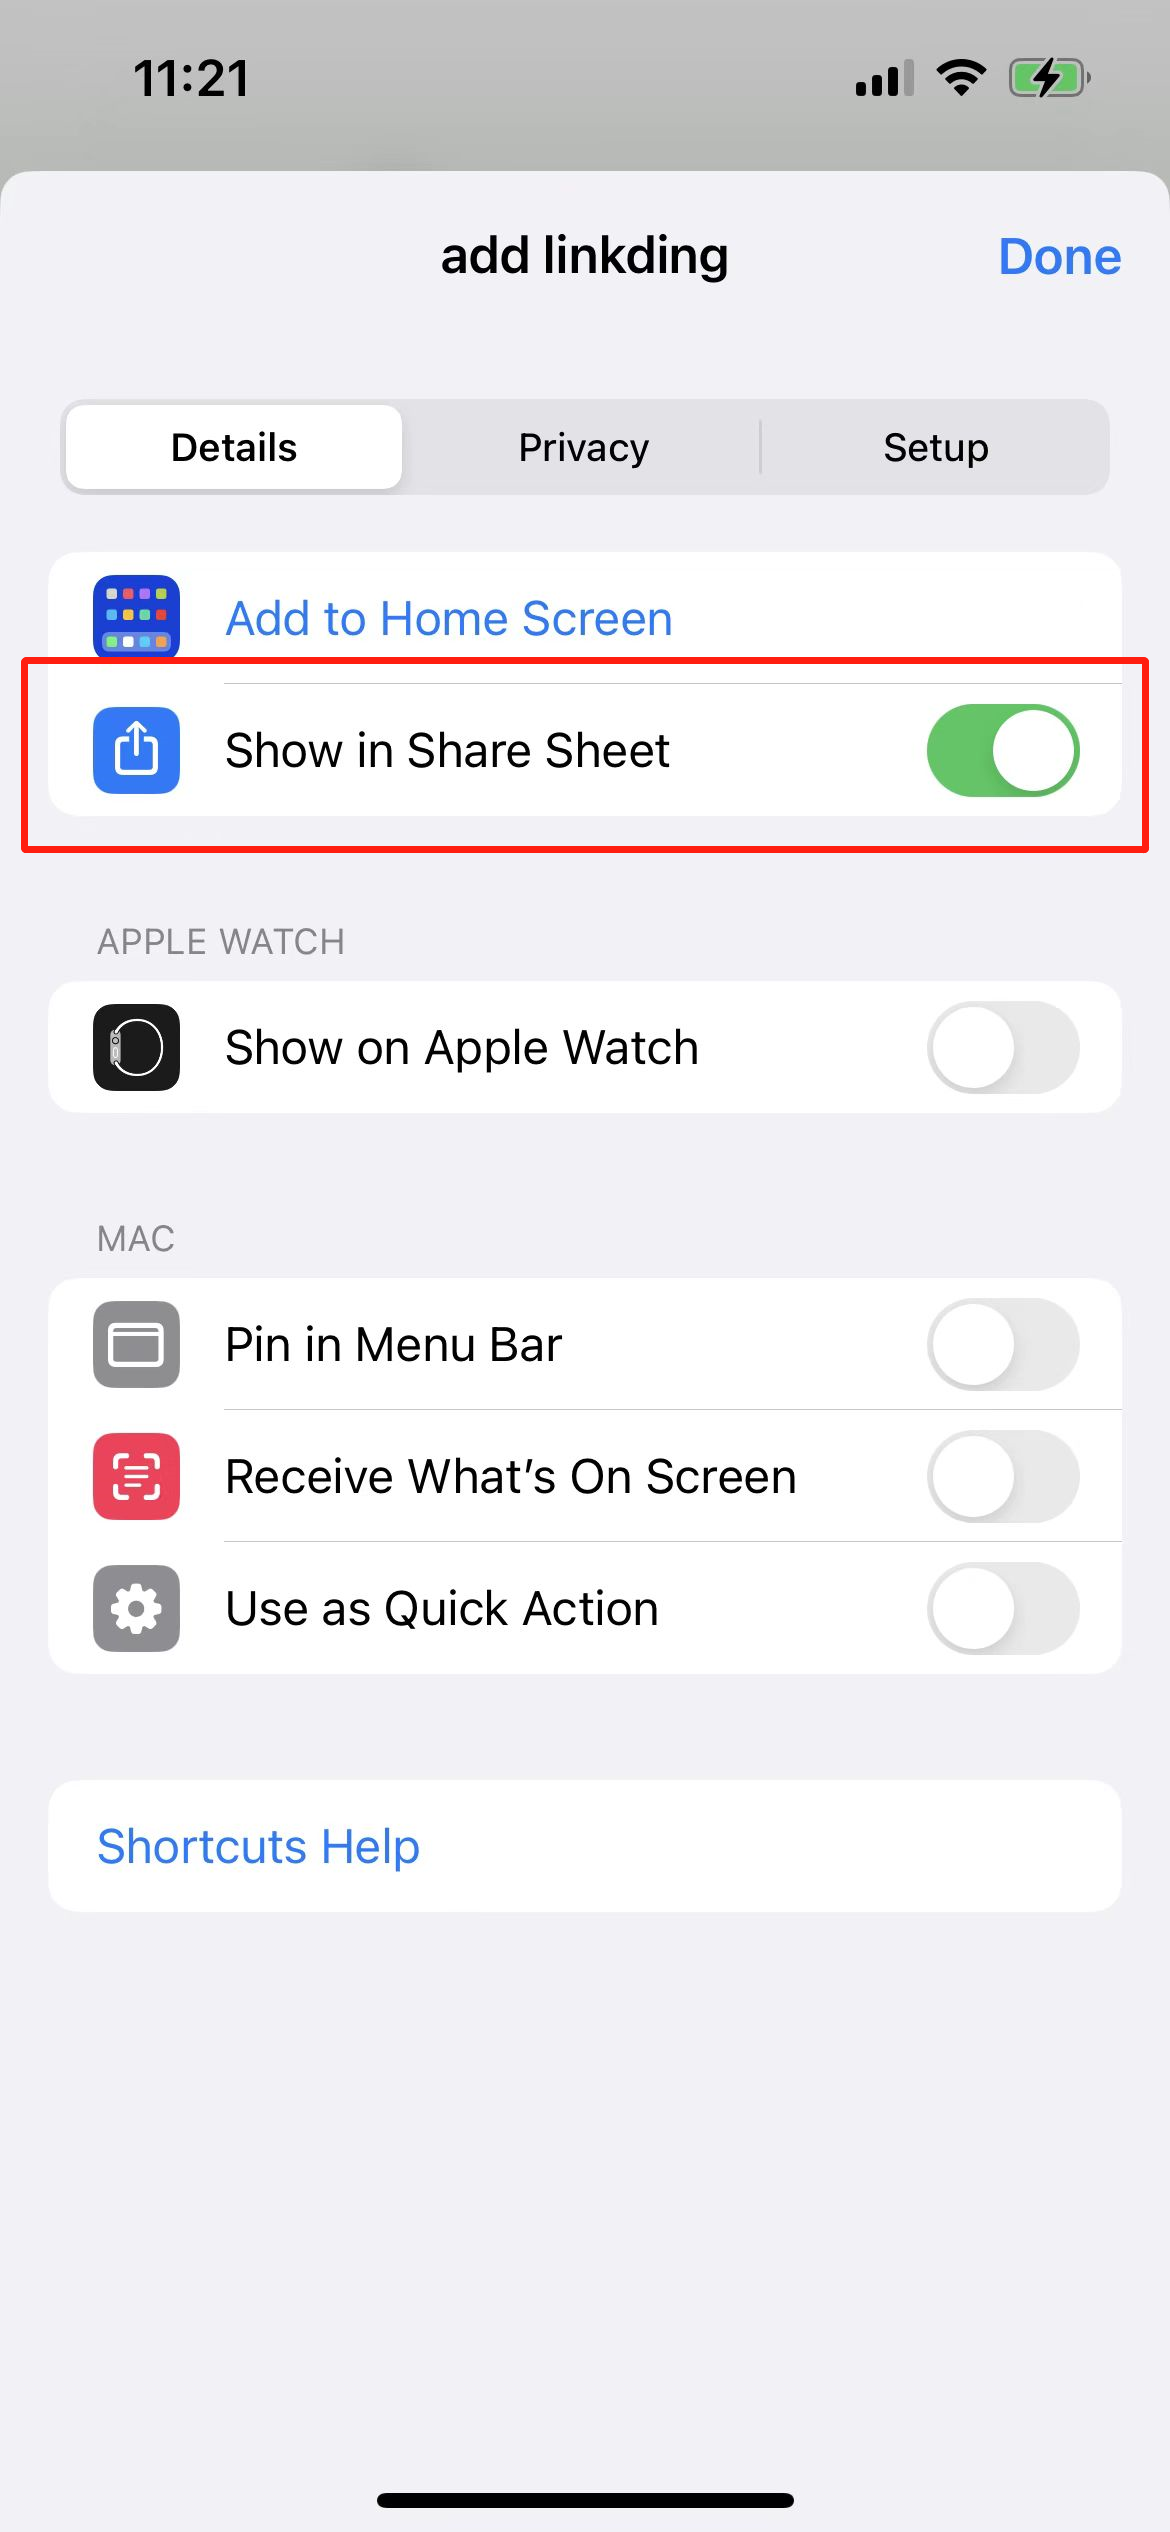 11:21
add linkding
Done
Details
Privacy
Setup
Add to Home Screen
Show in Share Sheet
APPLE WATCH
Show on Apple Watch
MAC
Pin in Menu Bar
Receive What’s On Screen
Use as Quick Action
Shortcuts Help